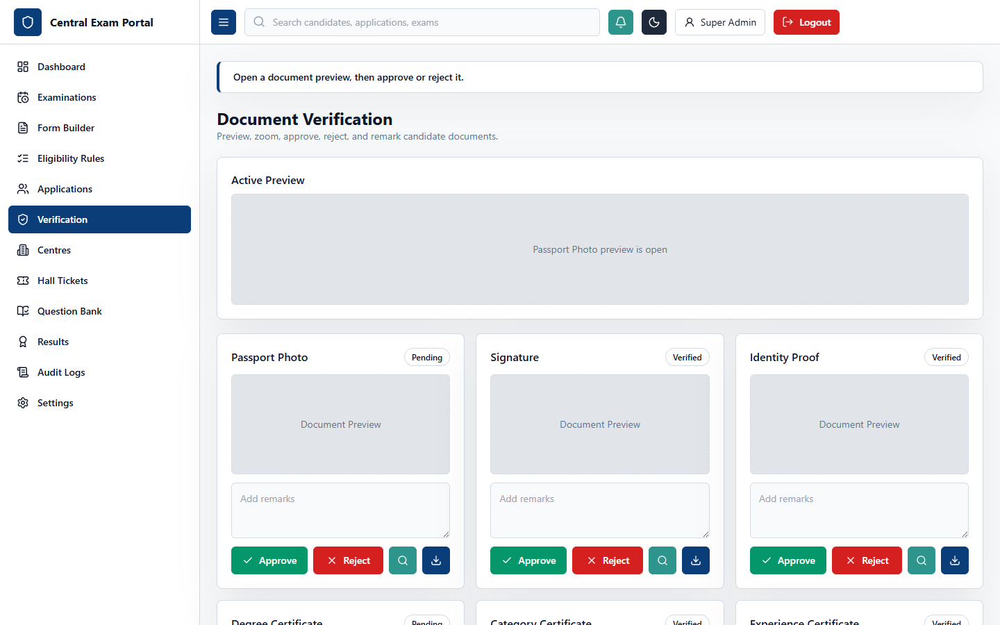 Central Exam Portal
Search candidates, applications, exams
Super Admin
Logout
Dashboard
Examinations
Form Builder
Eligibility Rules
Applications
Verification
Centres
Hall Tickets
Question Bank
Results
Audit Logs
Settings
Open a document preview, then approve or reject it.
Document Verification
Preview, zoom, approve, reject, and remark candidate documents.
Active Preview
Passport Photo preview is open
Passport Photo
Pending
Document Preview
Add remarks
Approve
Reject
Signature
Verified
Document Preview
Add remarks
Approve
Reject
Identity Proof
Verified
Document Preview
Add remarks
Approve
Reject
Degree Certificate
Pending
Category Certificate
Verified
Experience Certificate
Verified